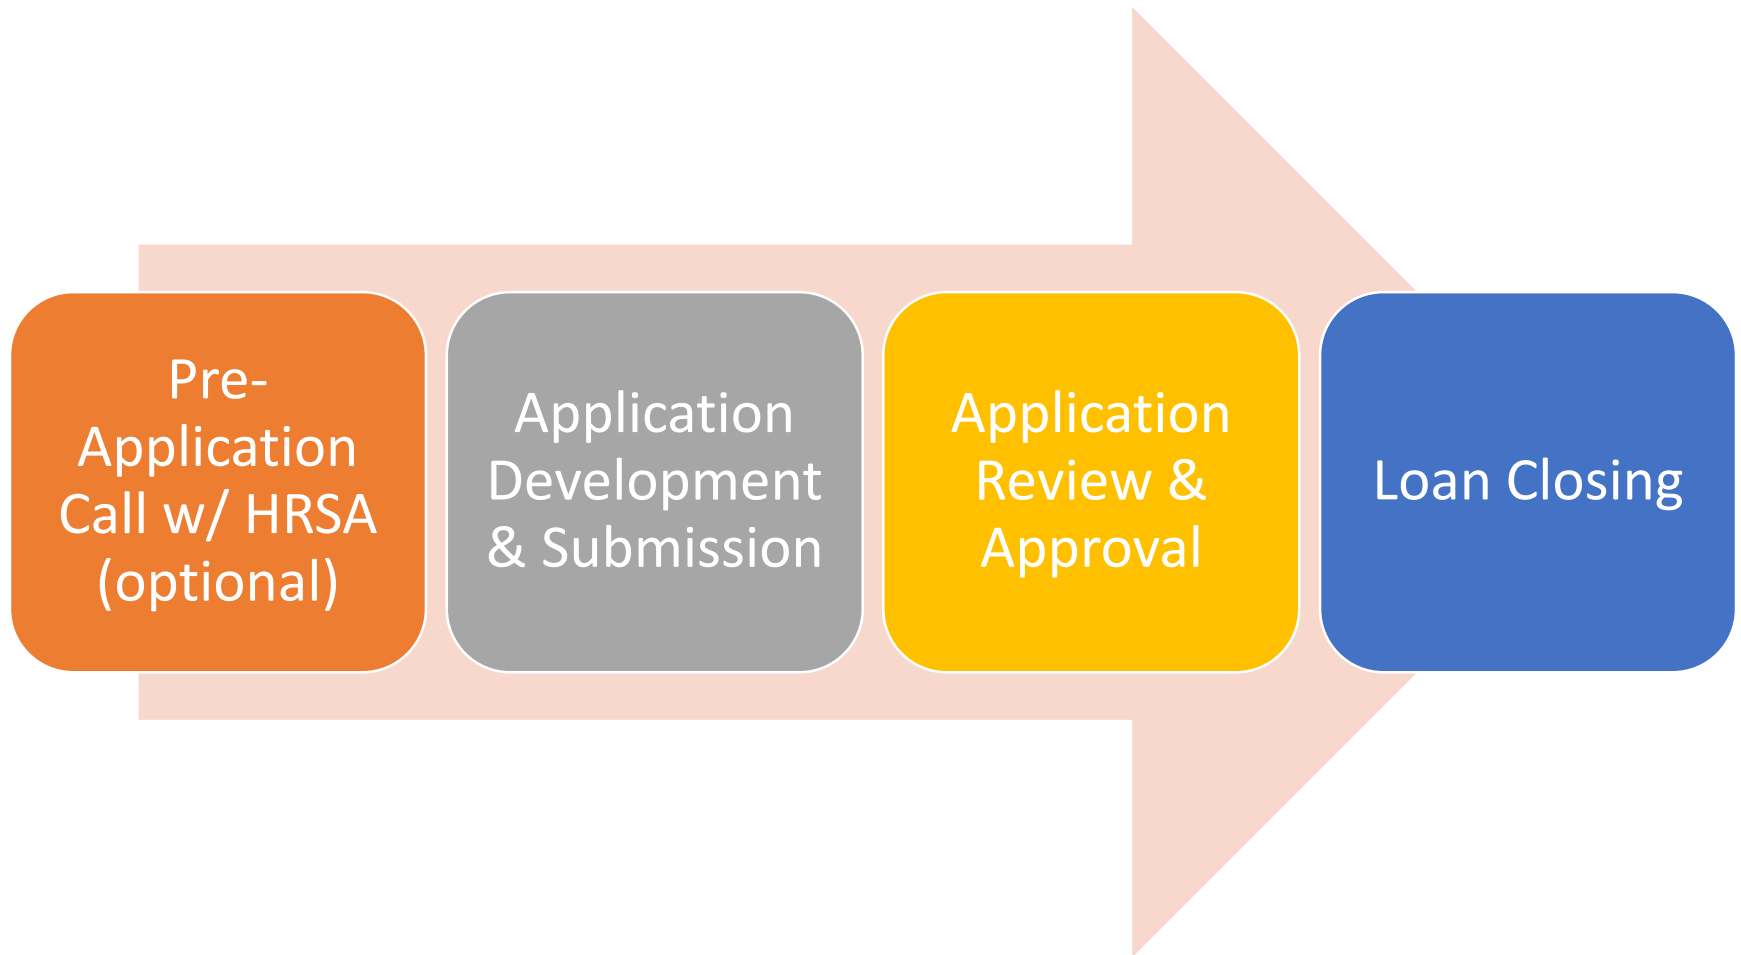 Pre-
Application
Call w/ HRSA
(optional)
Application
Development
& Submission
Application
Review &
Approval
Loan Closing